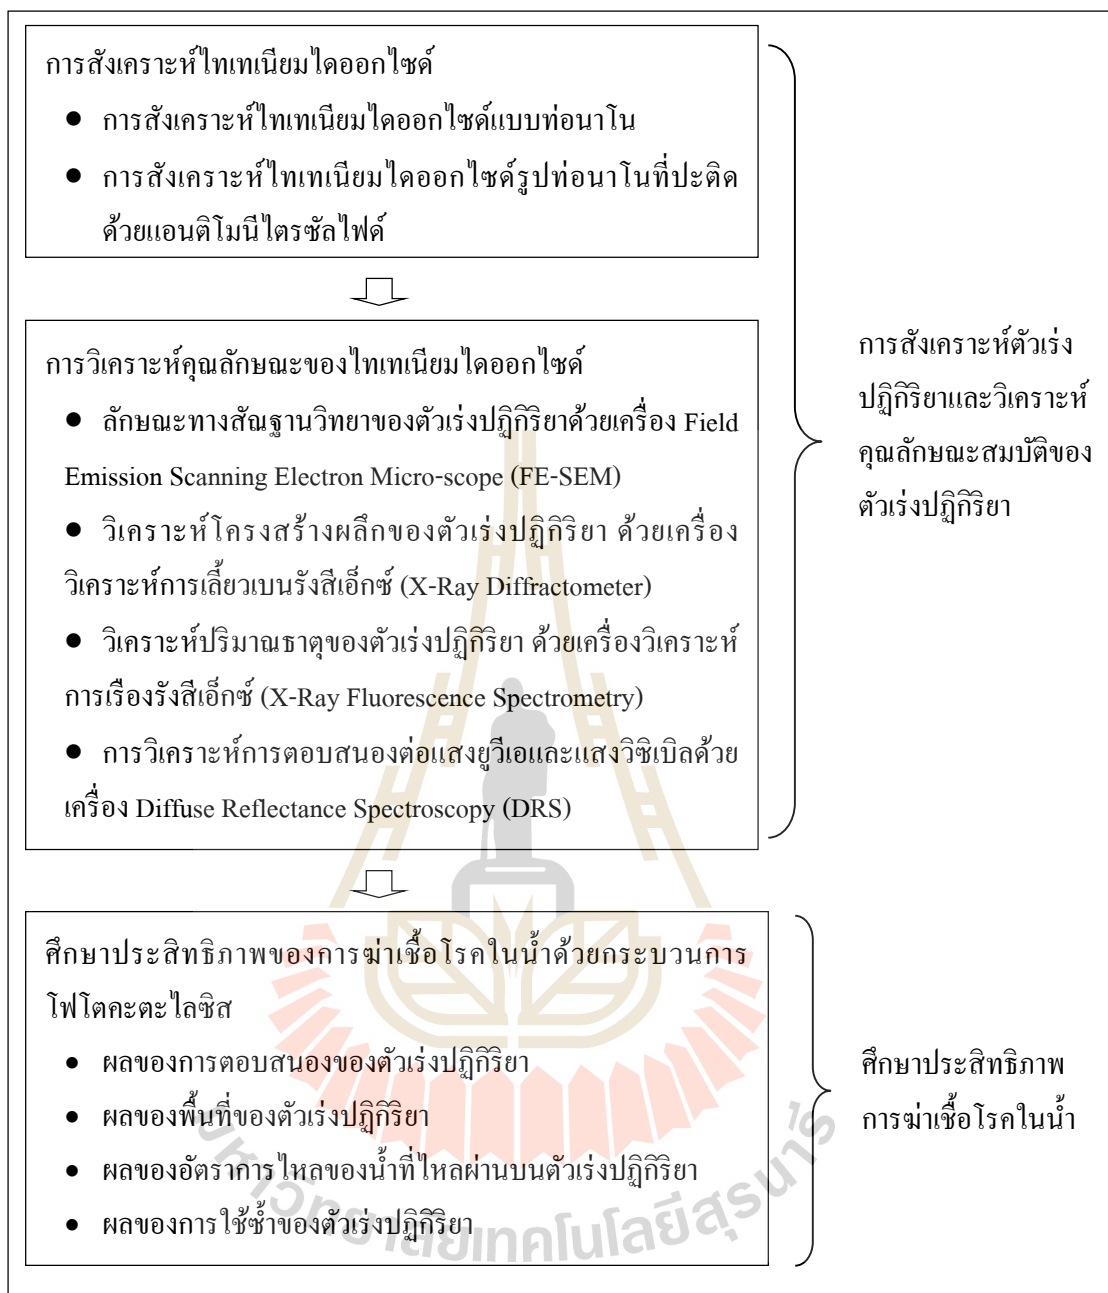 การสังเคราะห์ไทเทเนียมไดออกไซด์
● การสังเคราะห์ไทเทเนียมไดออกไซด์แบบท่อนาโน
● การสังเคราะห์ไทเทเนียมไดออกไซด์รูปท่อนาโนที่ปะติด
ด้วยแอนติโมนีไตรซัลไฟด์
การวิเคราะห์คุณลักษณะของไทเทเนียมไดออกไซด์
● ลักษณะทางสัณฐานวิทยาของตัวเร่งปฏิกิริยาด้วยเครื่อง Field
Emission Scanning Electron Micro-scope (FE-SEM)
● วิเคราะห์โครงสร้างผลึกของตัวเร่งปฏิกิริยา ด้วยเครื่อง
วิเคราะห์การเลี้ยวเบนรังสีเอ็กซ์ (X-Ray Diffractometer)
● วิเคราะห์ปริมาณธาตุของตัวเร่งปฏิกิริยา ด้วยเครื่องวิเคราะห์
การเรืองรังสีเอ็กซ์ (X-Ray Fluorescence Spectrometry)
● การวิเคราะห์การตอบสนองต่อแสงยูวีเอและแสงวิซิเบิลด้วย
เครื่อง Diffuse Reflectance Spectroscopy (DRS)
การสังเคราะห์ตัวเร่ง
ปฏิกิริยาและวิเคราะห์
คุณลักษณะสมบัติของ
ตัวเร่งปฏิกิริยา
ศึกษาประสิทธิภาพของการฆ่าเชื้อโรคในน้ำด้วยกระบวนการ
โฟโตคะตะไลซิส
● ผลของการตอบสนองของตัวเร่งปฏิกิริยา
● ผลของพื้นที่ของตัวเร่งปฏิกิริยา
● ผลของอัตราการไหลของน้ำที่ไหลผ่านบนตัวเร่งปฏิกิริยา
● ผลของการใช้ซ้ำของตัวเร่งปฏิกิริยา
ศึกษาประสิทธิภาพ
การฆ่าเชื้อโรคในน้ำ
มหาวิทยาลัยเทคโนโลยีสุรนารี